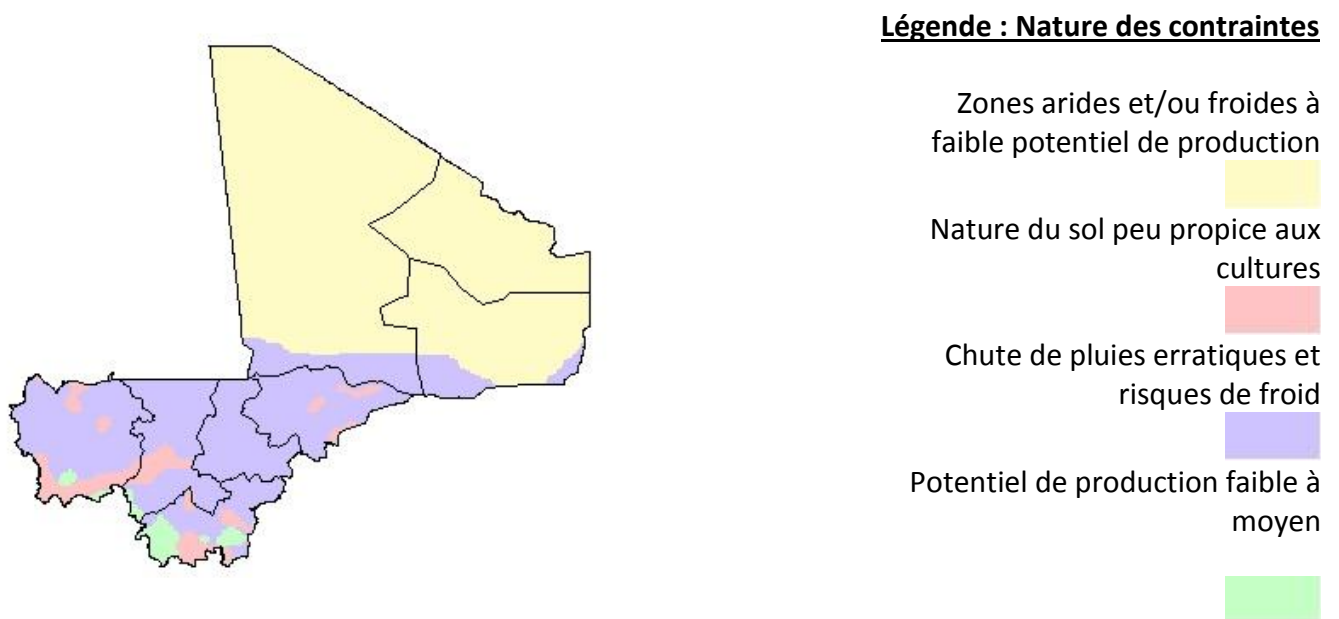 Légende : Nature des contraintes
Zones arides et/ou froides à
faible potentiel de production
Nature du sol peu propice aux
cultures
Chute de pluies erratiques et
risques de froid
Potentiel de production faible à
moyen